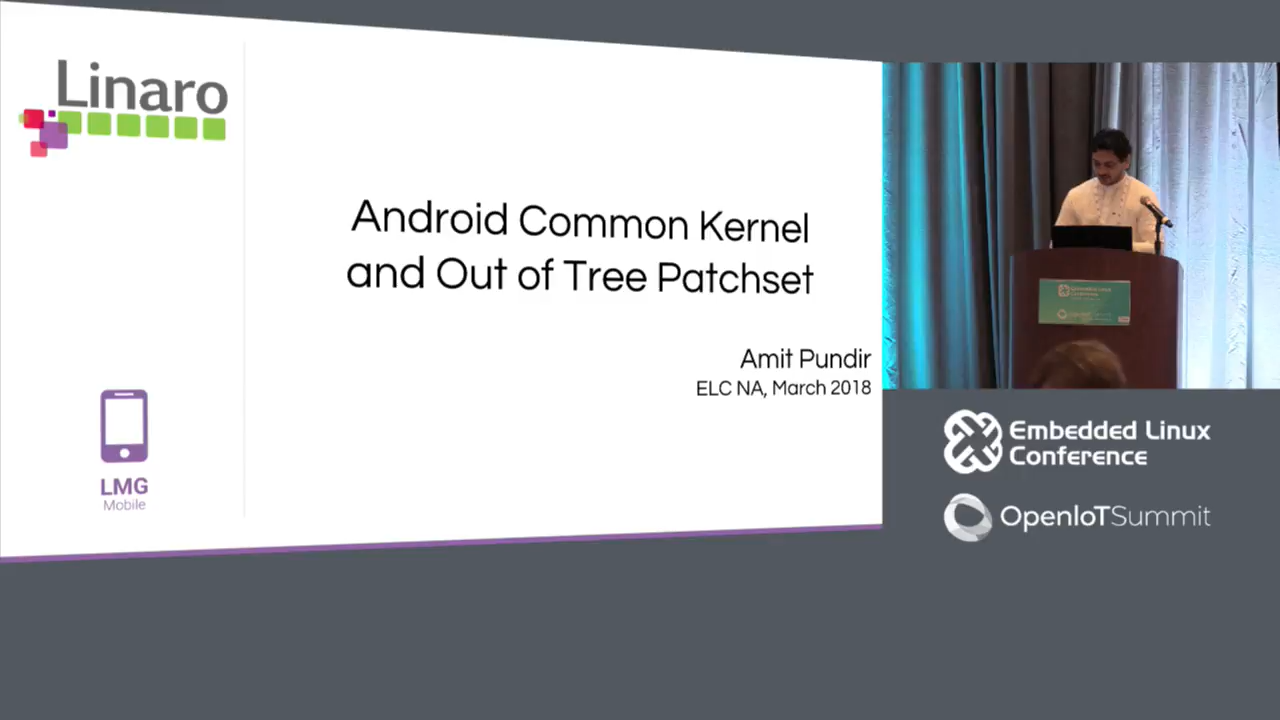 Linaro
Android Common Kernel
and Out of Tree Patchset
Amit Pundir
ELC NA, March 2018
LMG
Mobile
Embedded Linux
Conference
OpenIoTSummit